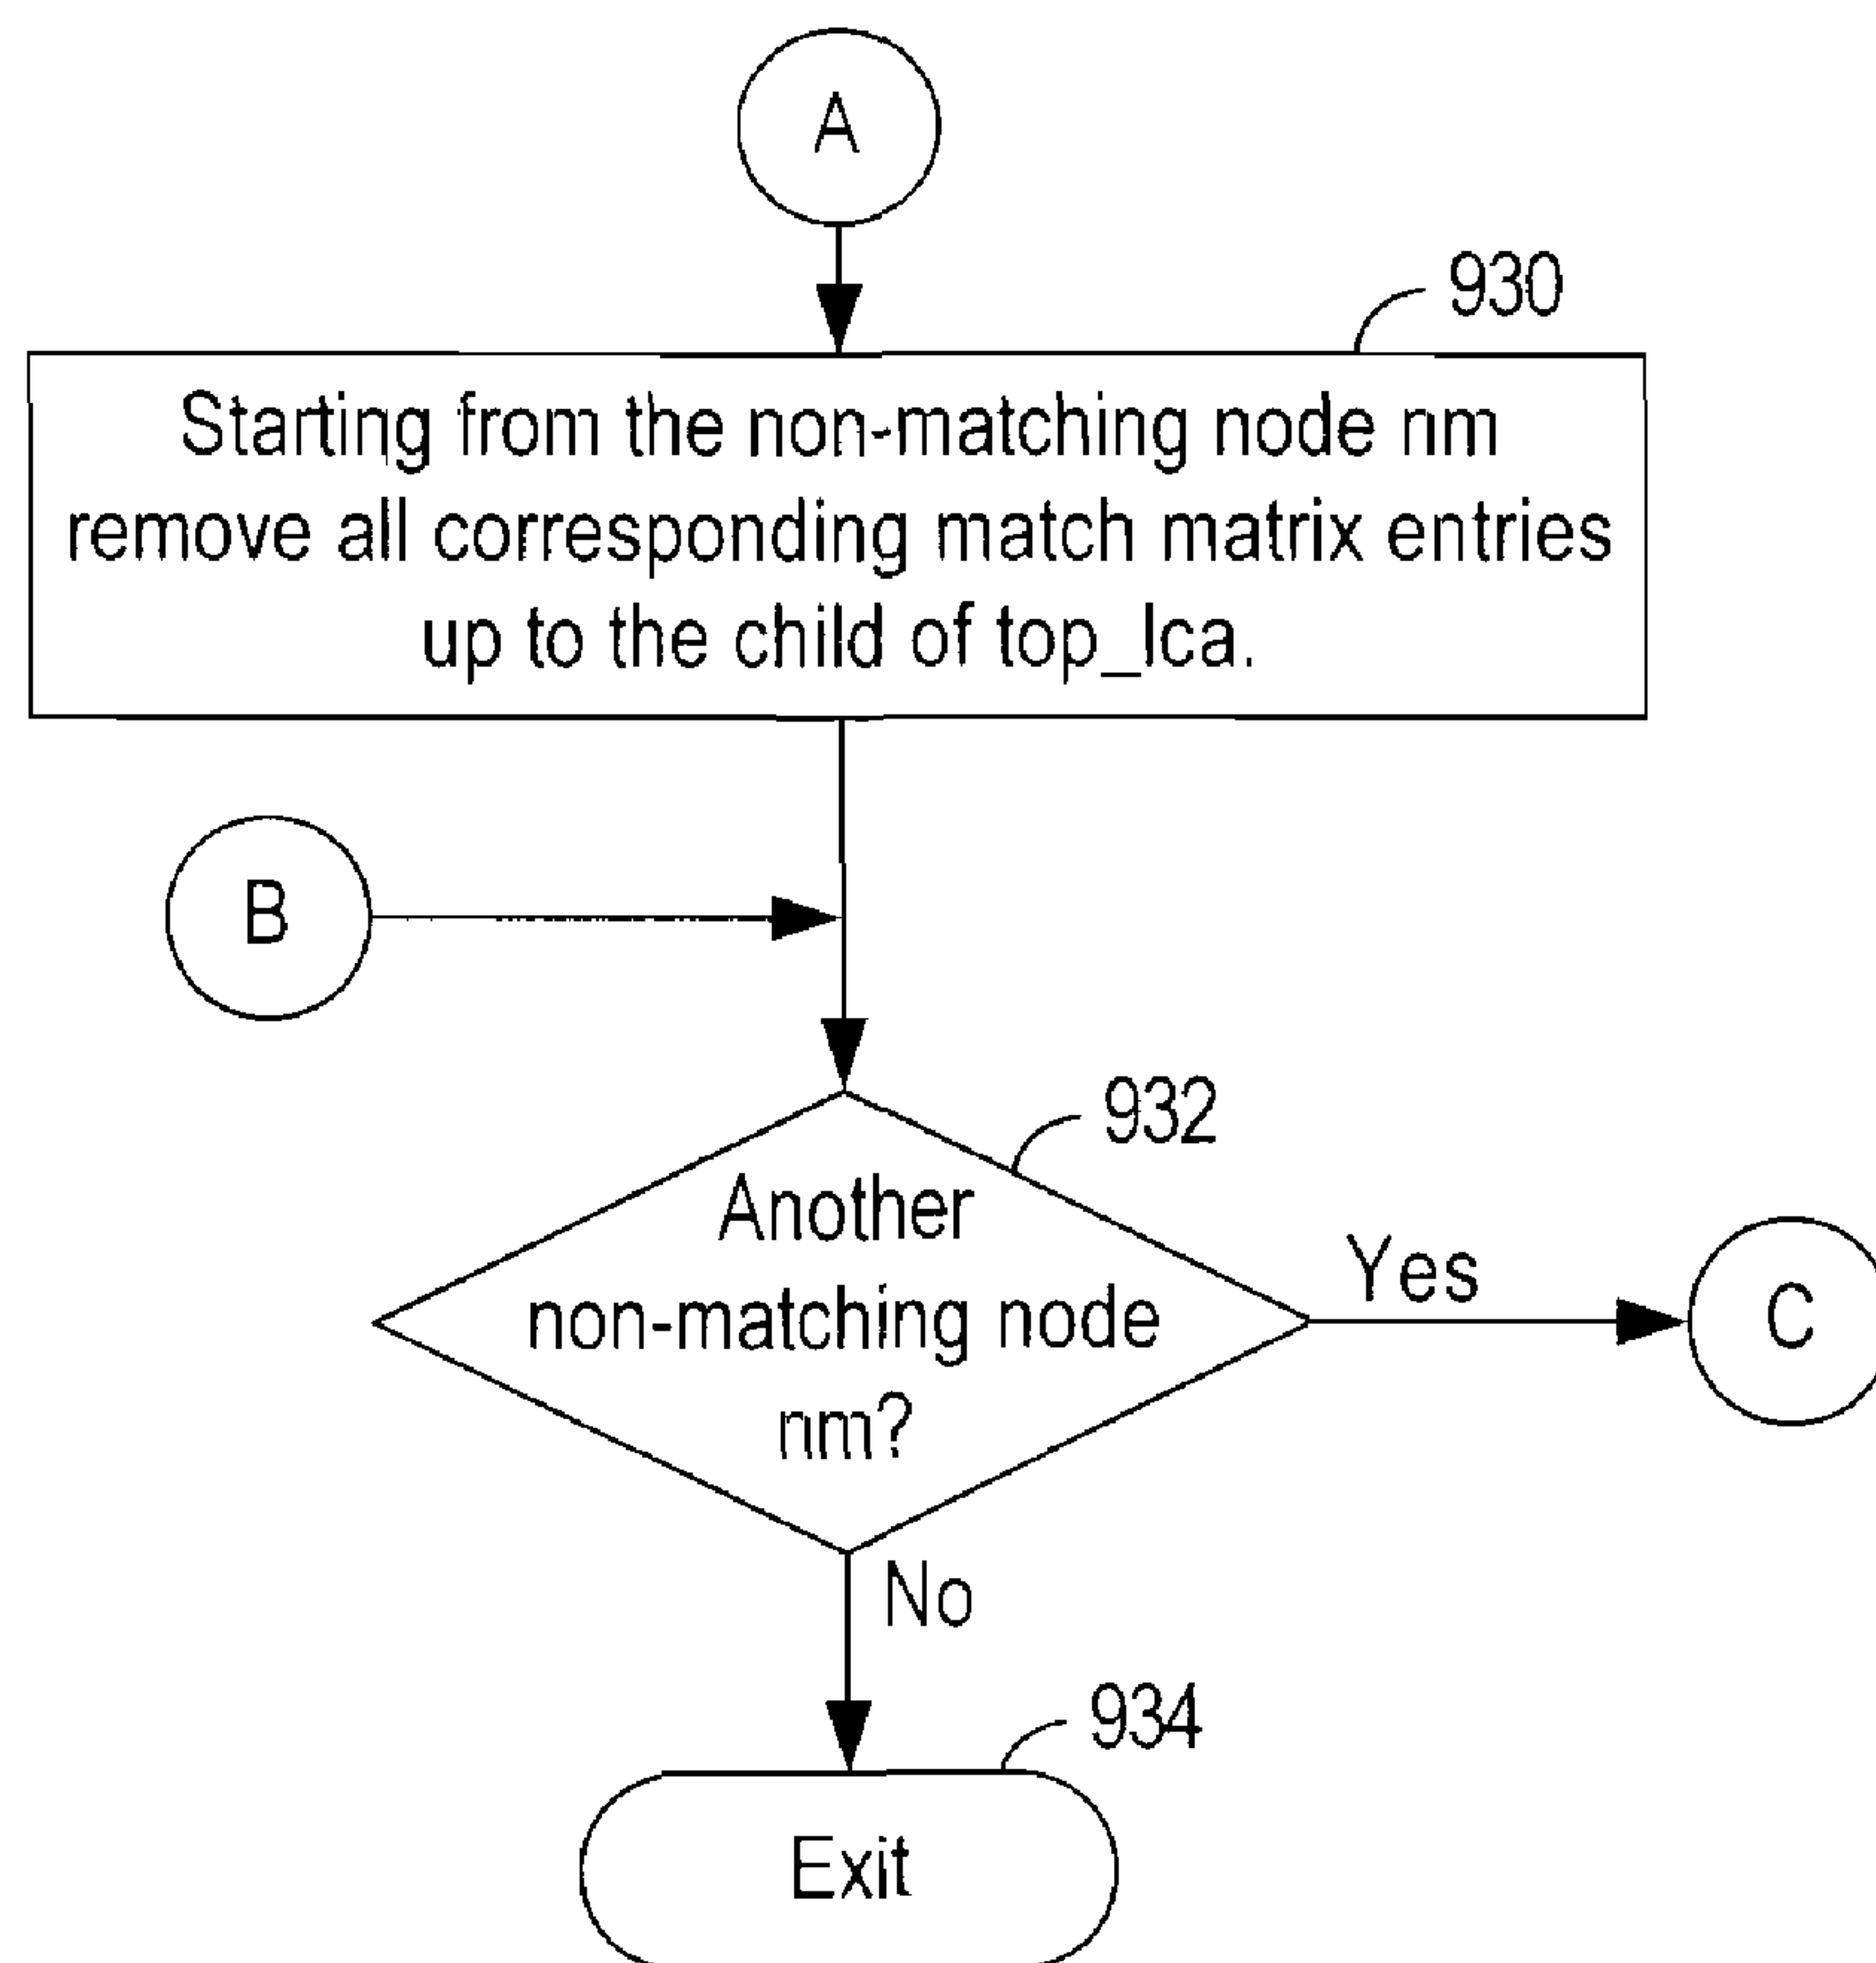 A
930
Starting from the non-matching node nm
remove all corresponding match matrix entries
up to the child of top_lca.
B
932
Another
non-matching node
nm?
Yes
C
No
934
Exit